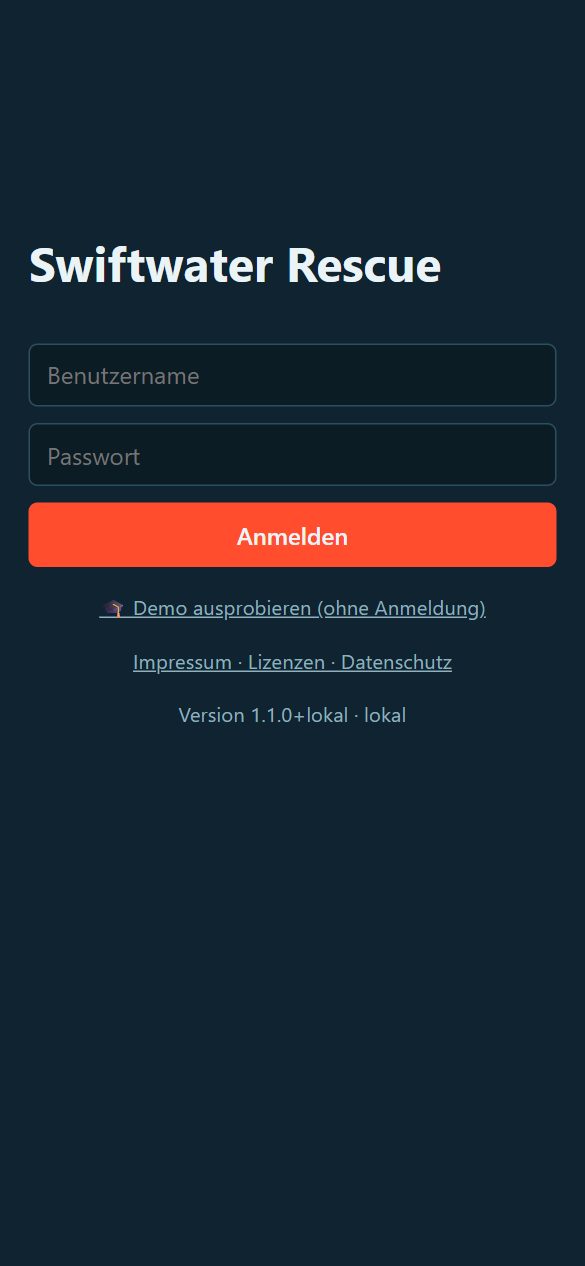 Swiftwater Rescue
Benutzername
Passwort
Anmelden
🎓 Demo ausprobieren (ohne Anmeldung)
Impressum · Lizenzen · Datenschutz
Version 1.1.0+lokal · lokal